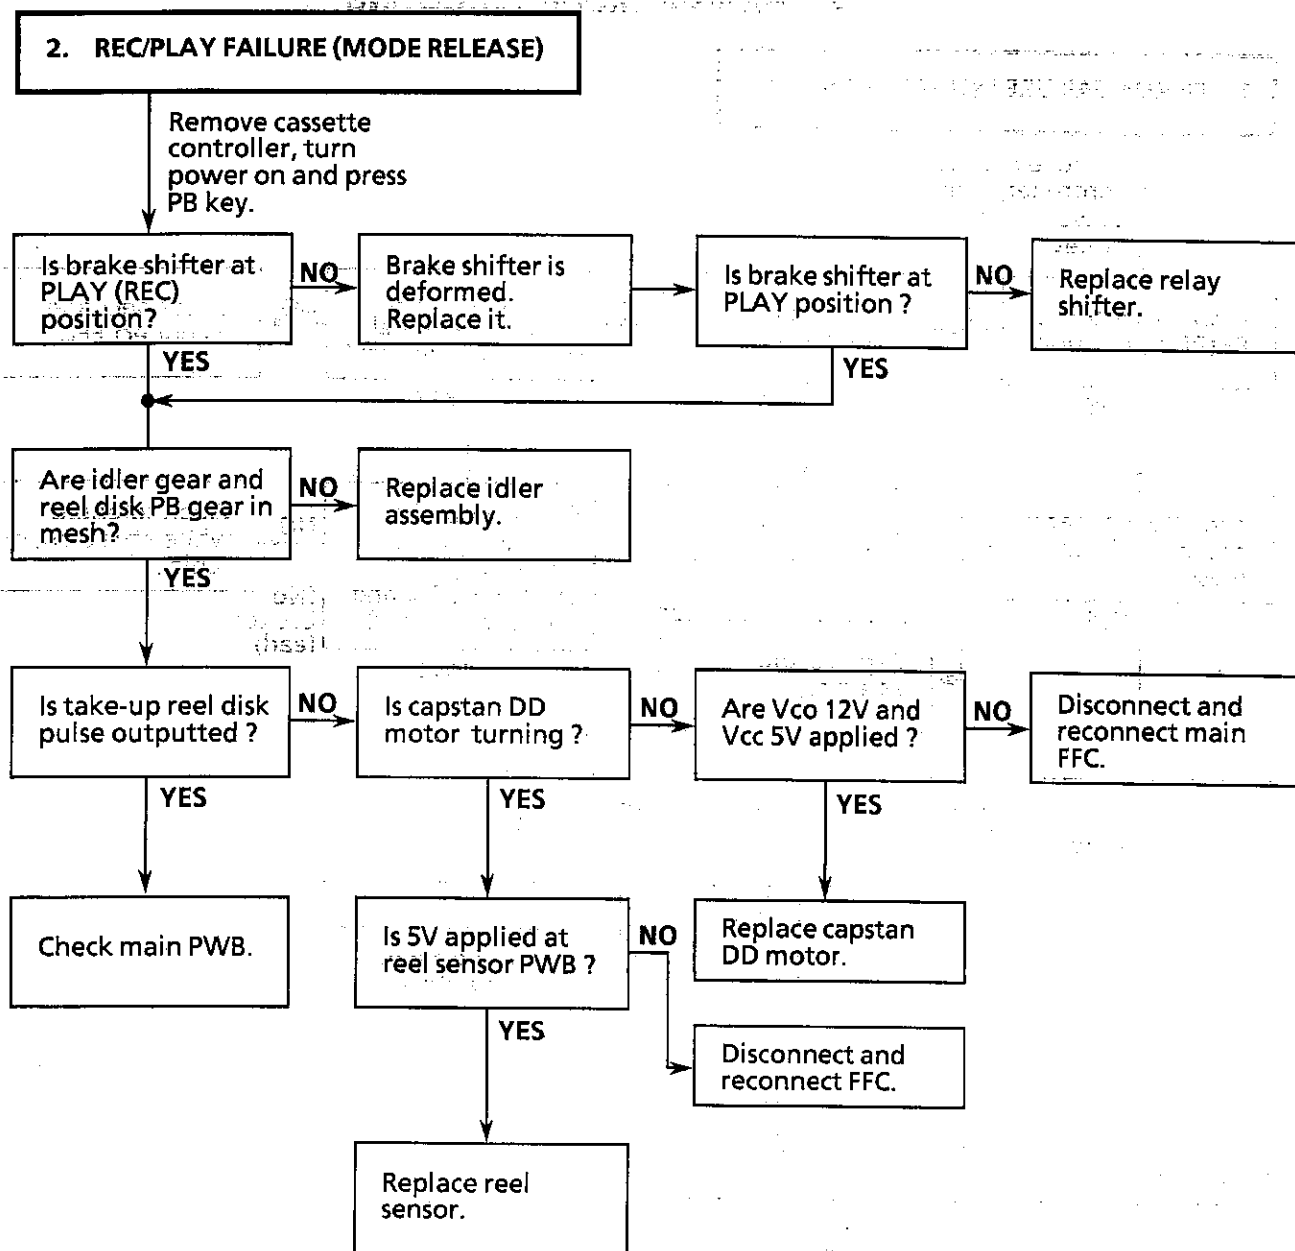 2. REC/PLAY FAILURE (MODE RELEASE)
Remove cassette
controller, turn
power on and press
PB key.
Is brake shifter at
PLAY (REC)
position?
NO
Brake shifter is
deformed.
Replace it.
Is brake shifter at
PLAY position ?
NO
Replace relay
shifter.
YES
YES
Are idler gear and
reel disk PB gear in
mesh?
NO
Replace idler
assembly.
YES
Is take-up reel disk
pulse outputted ?
NO
Is capstan DD
motor turning ?
NO
Are Vco 12V and
Vcc 5V applied ?
NO
Disconnect and
reconnect main
FFC.
YES
YES
YES
Check main PWB.
Is 5V applied at
reel sensor PWB ?
NO
Replace capstan
DD motor.
YES
Disconnect and
reconnect FFC.
Replace reel
sensor.